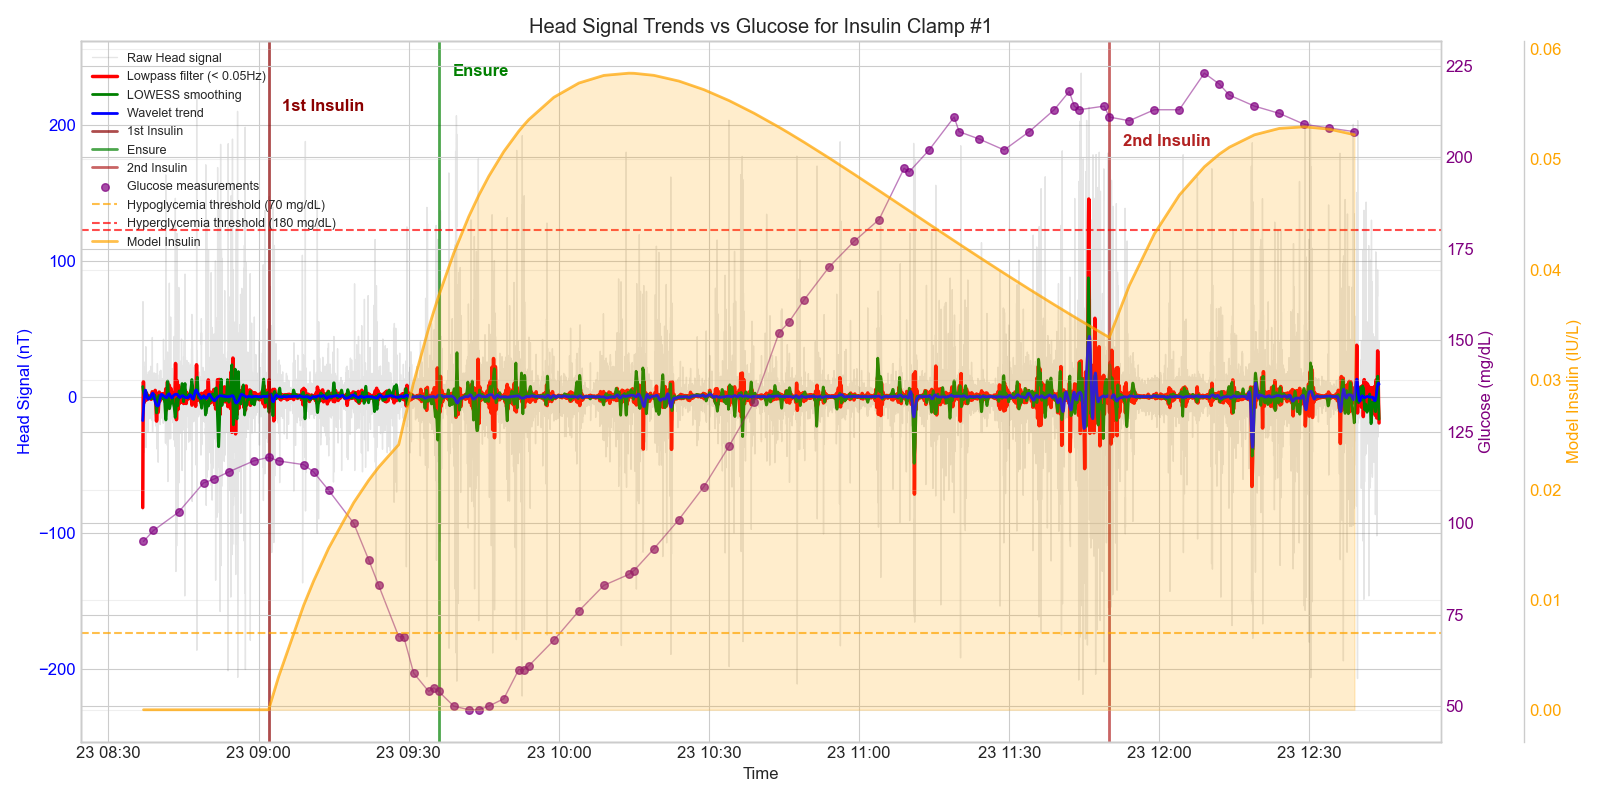 Head Signal Trends vs Glucose for Insulin Clamp #1
Raw Head signal
Lowpass filter (< 0.05Hz)
LOWESS smoothing
Wavelet trend
1st Insulin
Ensure
2nd Insulin
Glucose measurements
Hypoglycemia threshold (70 mg/dL)
Hyperglycemia threshold (180 mg/dL)
Model Insulin
1st Insulin
Ensure
2nd Insulin
Head Signal (nT)
200
100
0
−100
−200
Glucose (mg/dL)
225
200
175
150
125
100
75
50
Model Insulin (IU/L)
0.06
0.05
0.04
0.03
0.02
0.01
0.00
23 08:30
23 09:00
23 09:30
23 10:00
23 10:30
23 11:00
23 11:30
23 12:00
23 12:30
Time